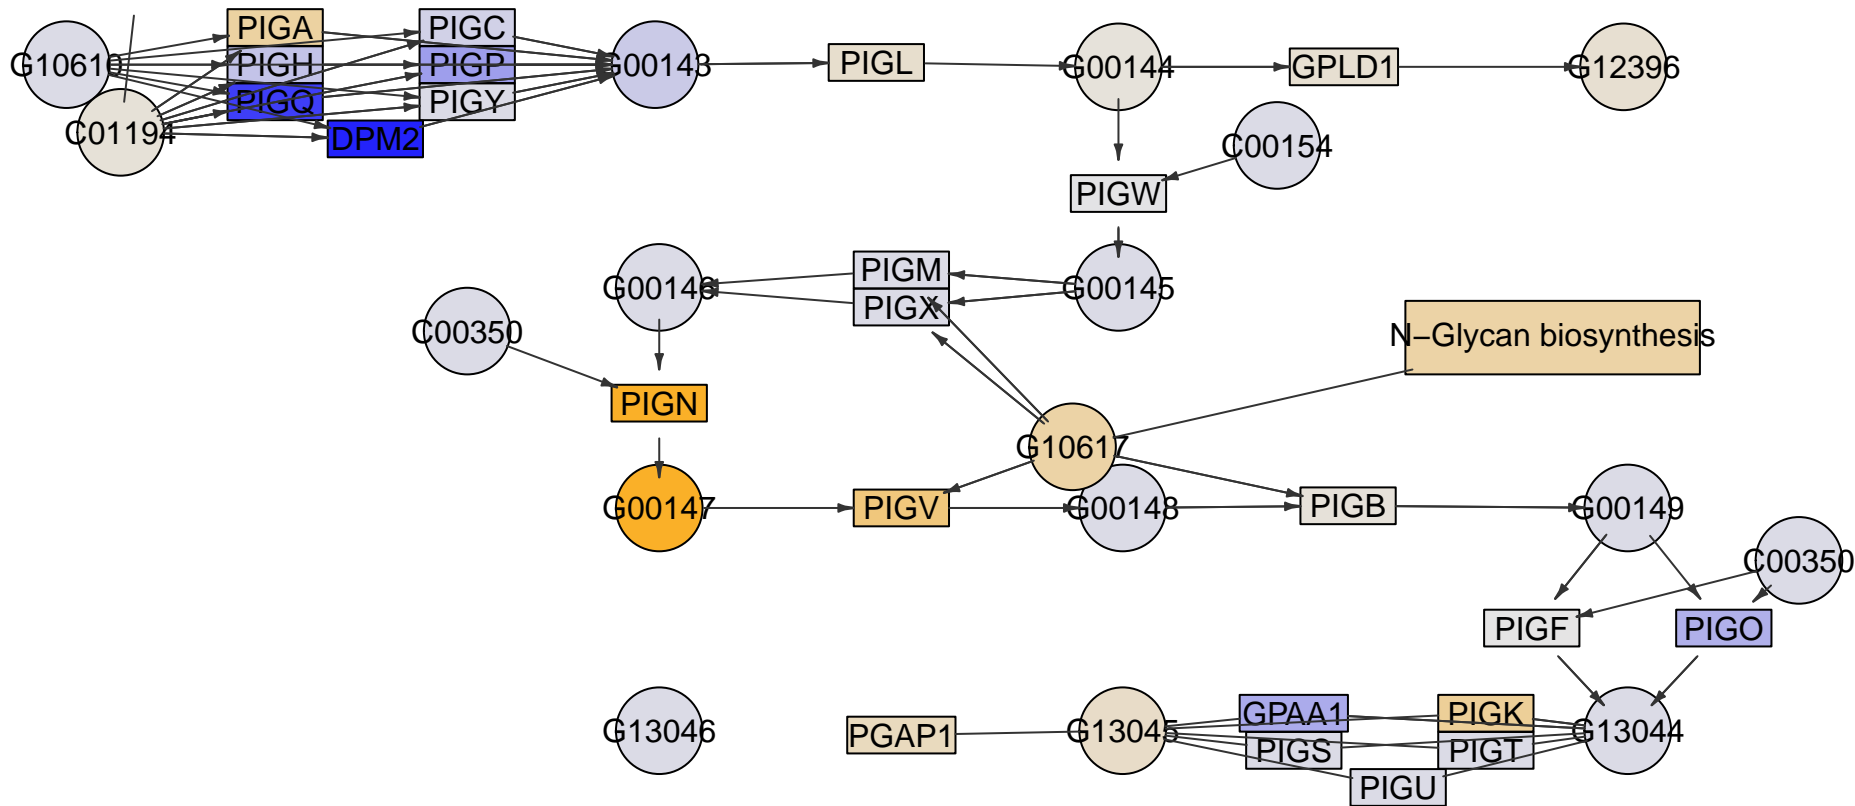 PIGA
PIGC
G10610
PIGH
PIGP
G00143
PIGL
G00144
GPLD1
G12396
PIGQ
PIGY
C01194
DPM2
C00154
PIGW
PIGM
G00146
G00145
PIGX
C00350
N−Glycan biosynthesis
PIGN
G10617
G00147
PIGV
G00148
PIGB
G00149
C00350
PIGF
PIGO
GPAA1
PIGK
G13046
PGAP1
G13045
G13044
PIGS
PIGT
PIGU